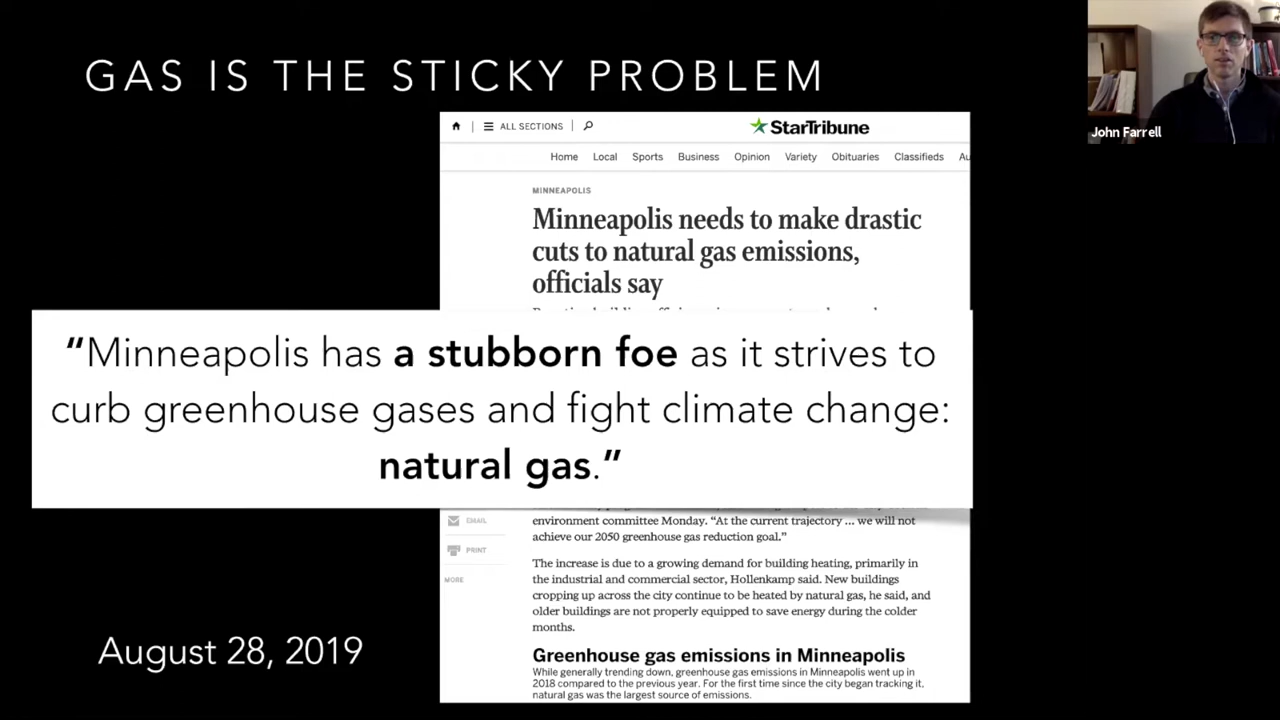 GAS IS THE STICKY PROBLEM
John Farrell
ALL SECTIONS
StarTribune
Home Local Sports Business Opinion Variety Obituaries Classifieds Au
MINNEAPOLIS
Minneapolis needs to make drastic
cuts to natural gas emissions,
officials say
“Minneapolis has a stubborn foe as it strives to
curb greenhouse gases and fight climate change:
natural gas.”
EMAIL
PRINT
MORE
environment committee Monday. “At the current trajectory ... we will not
achieve our 2050 greenhouse gas reduction goal.”
The increase is due to a growing demand for building heating, primarily in
the industrial and commercial sector, Hollenkamp said. New buildings
cropping up across the city continue to be heated by natural gas, he said, and
older buildings are not properly equipped to save energy during the colder
months.
Greenhouse gas emissions in Minneapolis
While generally trending down, greenhouse gas emissions in Minneapolis went up in
2018 compared to the previous year. For the first time since the city began tracking it,
natural gas was the largest source of emissions.
August 28, 2019